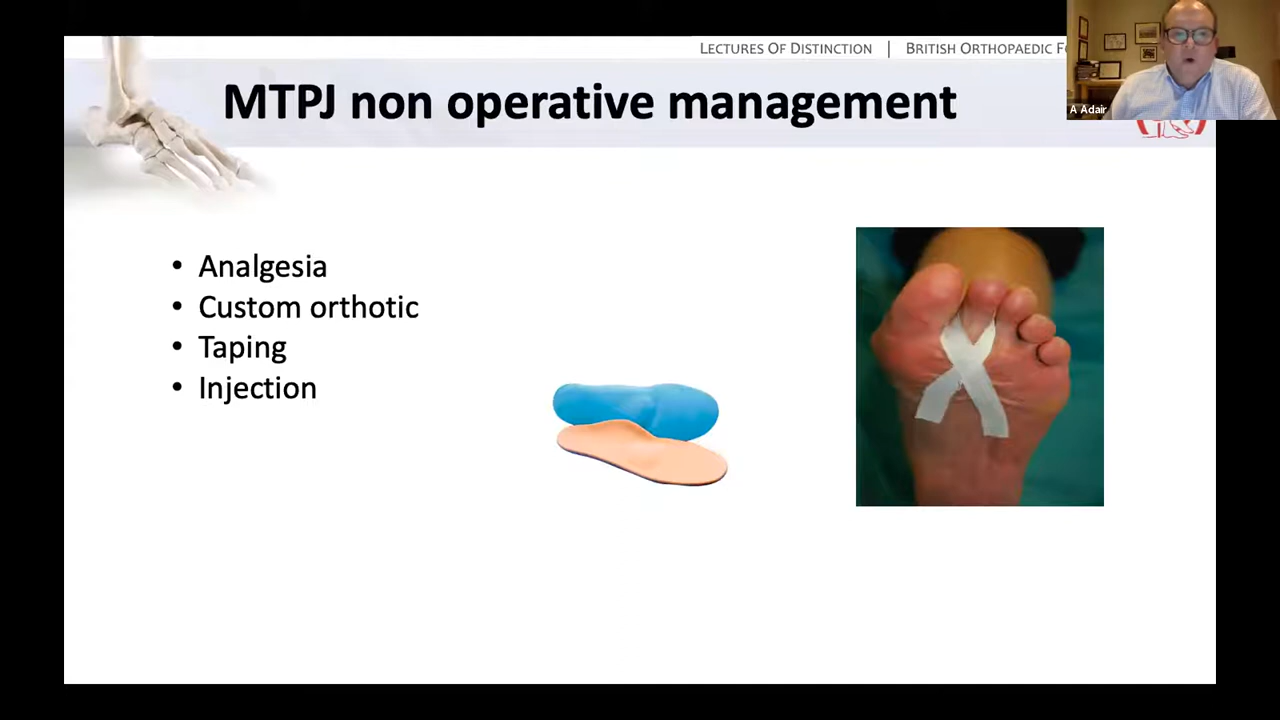 LECTURES OF DISTINCTION | BRITISH ORTHOPAEDIC
A Adair
MTPJ non operative management
• Analgesia
• Custom orthotic
• Taping
• Injection